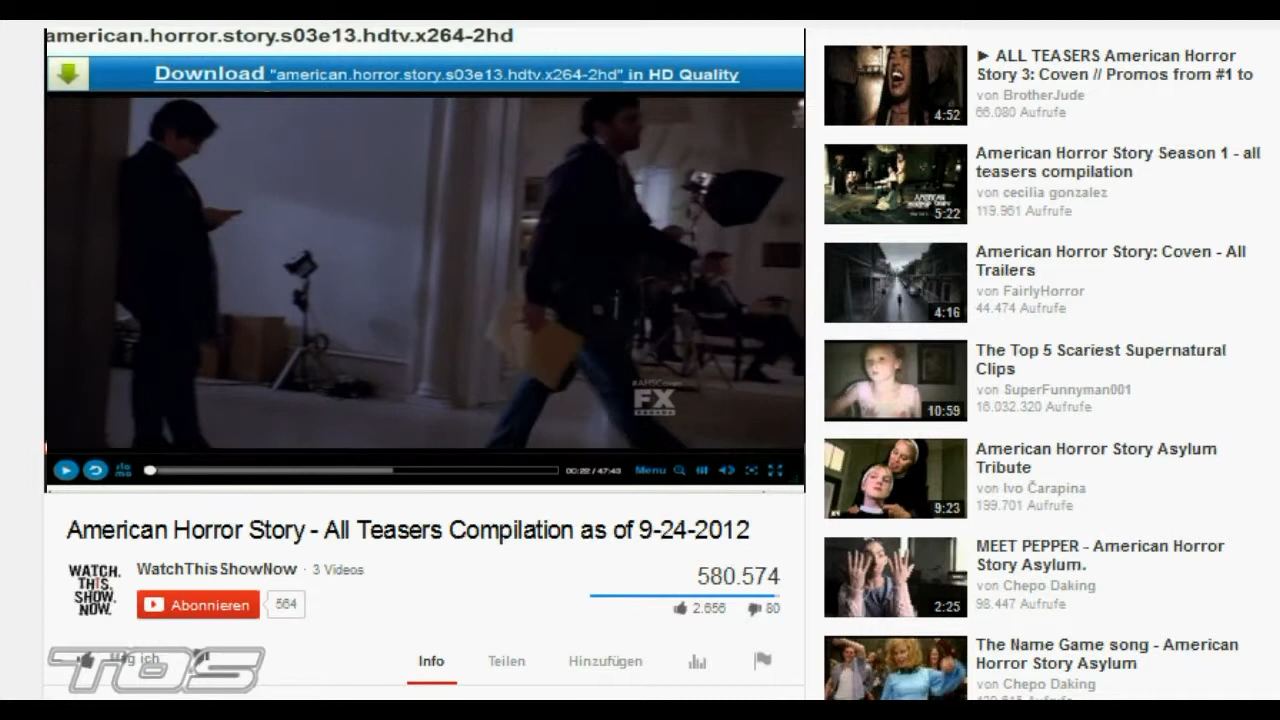 american.horror.story.s03e13.hdtv.x264-2hd
Download "american.horror.story.s03e13.hdtv.x264-2hd" in HD Quality
FX
00:22 / 47:43
Menu
American Horror Story - All Teasers Compilation as of 9-24-2012
WATCH.
THIS.
SHOW.
NOW.
WatchThisShowNow · 3 Videos
Abonnieren
564
580.574
2.656
80
Mag ich
TOS
Info
Teilen
Hinzufügen
► ALL TEASERS American Horror
Story 3: Coven // Promos from #1 to
von BrotherJude
66.080 Aufrufe
4:52
American Horror Story Season 1 - all
teasers compilation
von cecilia gonzalez
119.951 Aufrufe
5:22
American Horror Story: Coven - All
Trailers
von FairlyHorror
44.474 Aufrufe
4:16
The Top 5 Scariest Supernatural
Clips
von SuperFunnyman001
16.032.320 Aufrufe
10:59
American Horror Story Asylum
Tribute
von Ivo Čarapina
199.701 Aufrufe
9:23
MEET PEPPER - American Horror
Story Asylum.
von Chepo Daking
98.447 Aufrufe
2:25
The Name Game song - American
Horror Story Asylum
von Chepo Daking